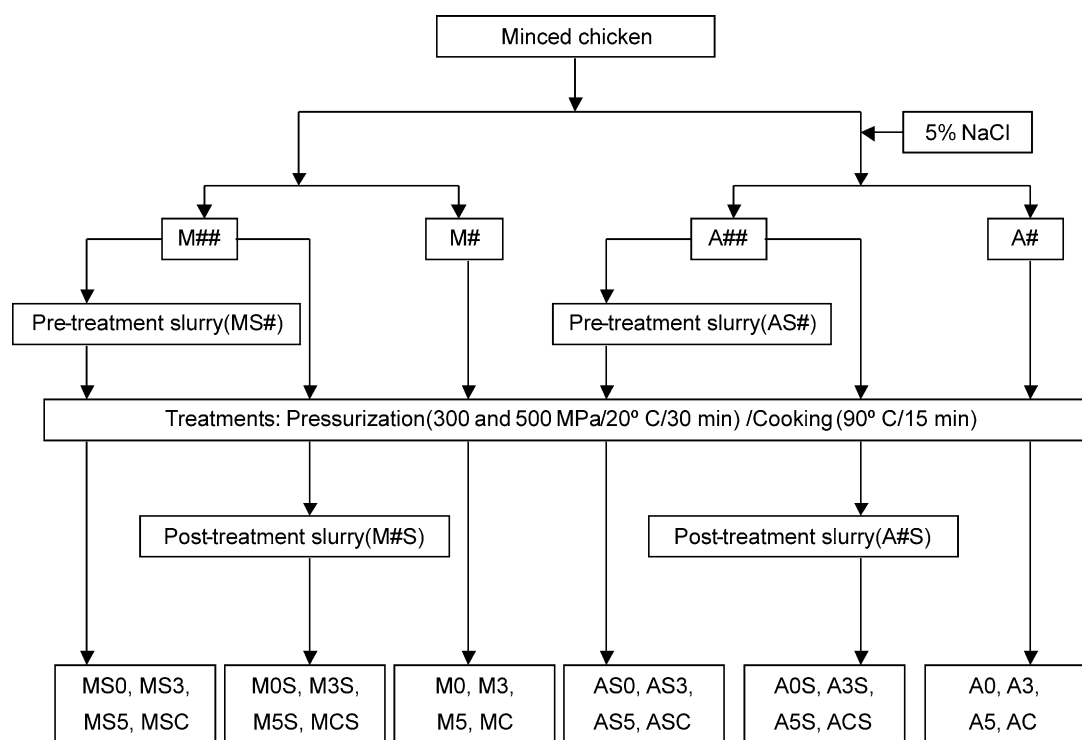 Minced chicken
5% NaCl
M##
M#
A##
A#
Pre-treatment slurry(MS#)
Pre-treatment slurry(AS#)
Treatments: Pressurization(300 and 500 MPa/20º C/30 min) /Cooking(90º C/15 min)
Post-treatment slurry(M#S)
Post-treatment slurry(A#S)
MS0, MS3,
MS5, MSC
M0S, M3S,
M5S, MCS
M0, M3,
M5, MC
AS0, AS3,
AS5, ASC
A0S, A3S,
A5S, ACS
A0, A3,
A5, AC